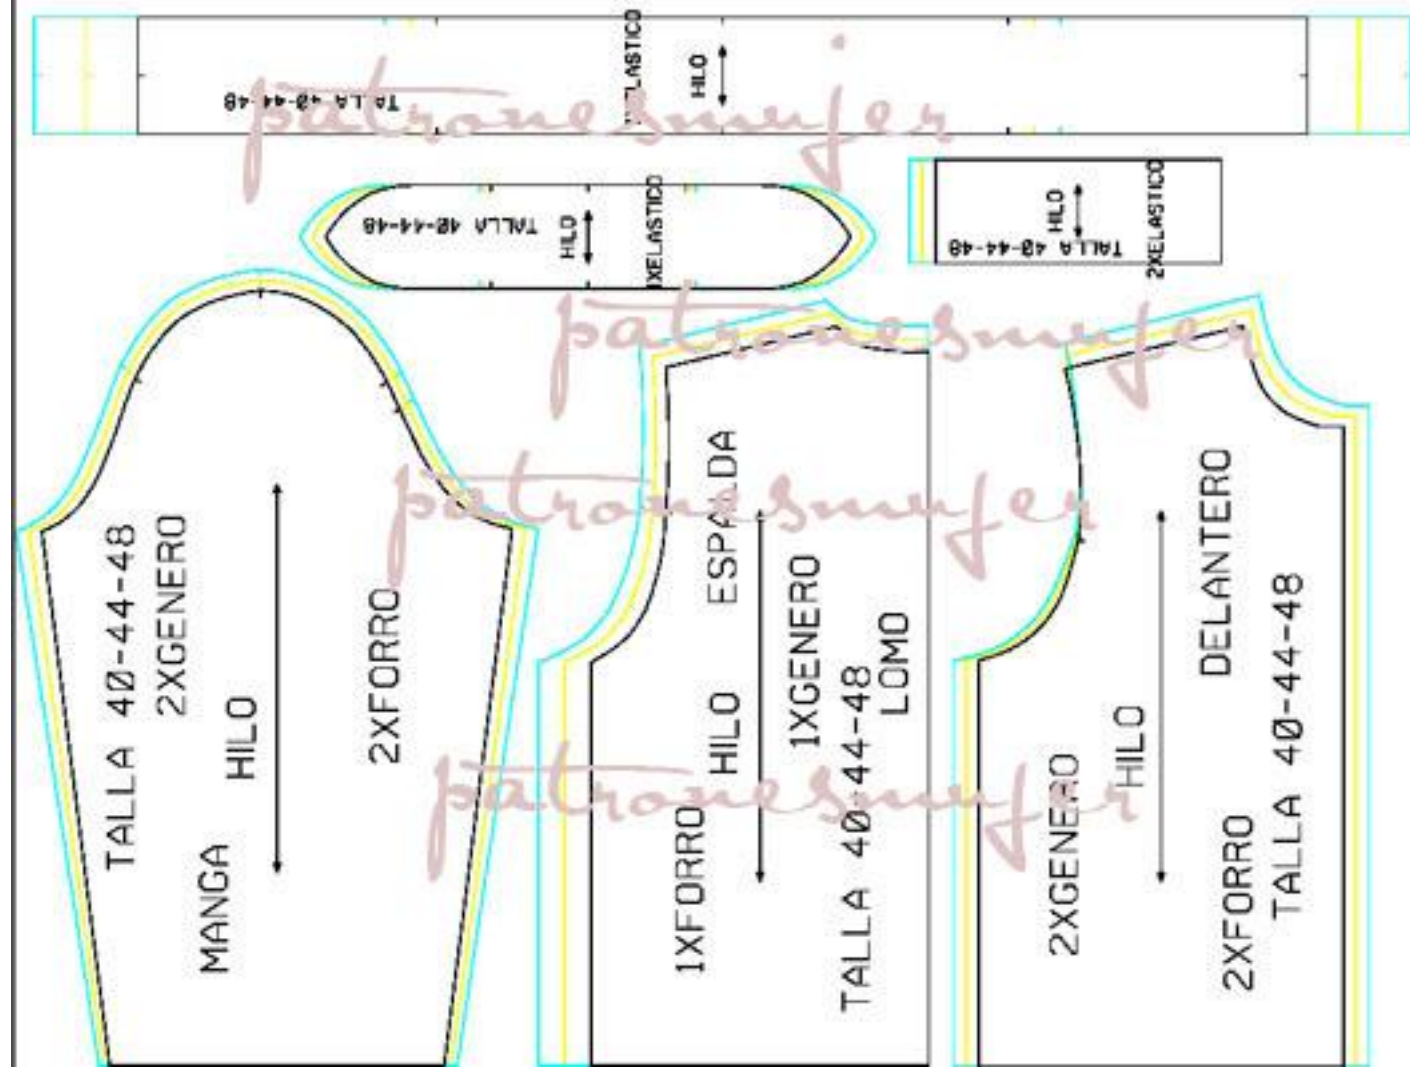 1XELASTICO
HILO
TALLA 40-44-48
patronesmujer
TALLA 40-44-48
HILO
1XELASTICO
HILO
TALLA 40-44-48
2XELASTICO
patronesmujer
patronesmujer
TALLA 40-44-48
2XGENERO
MANGA
HILO
2XFORRO
1XFORRO
HILO
ESPALDA
1XGENERO
TALLA 40-44-48
LOMO
2XGENERO
HILO
DELANTERO
2XFORRO
TALLA 40-44-48
patronesmujer